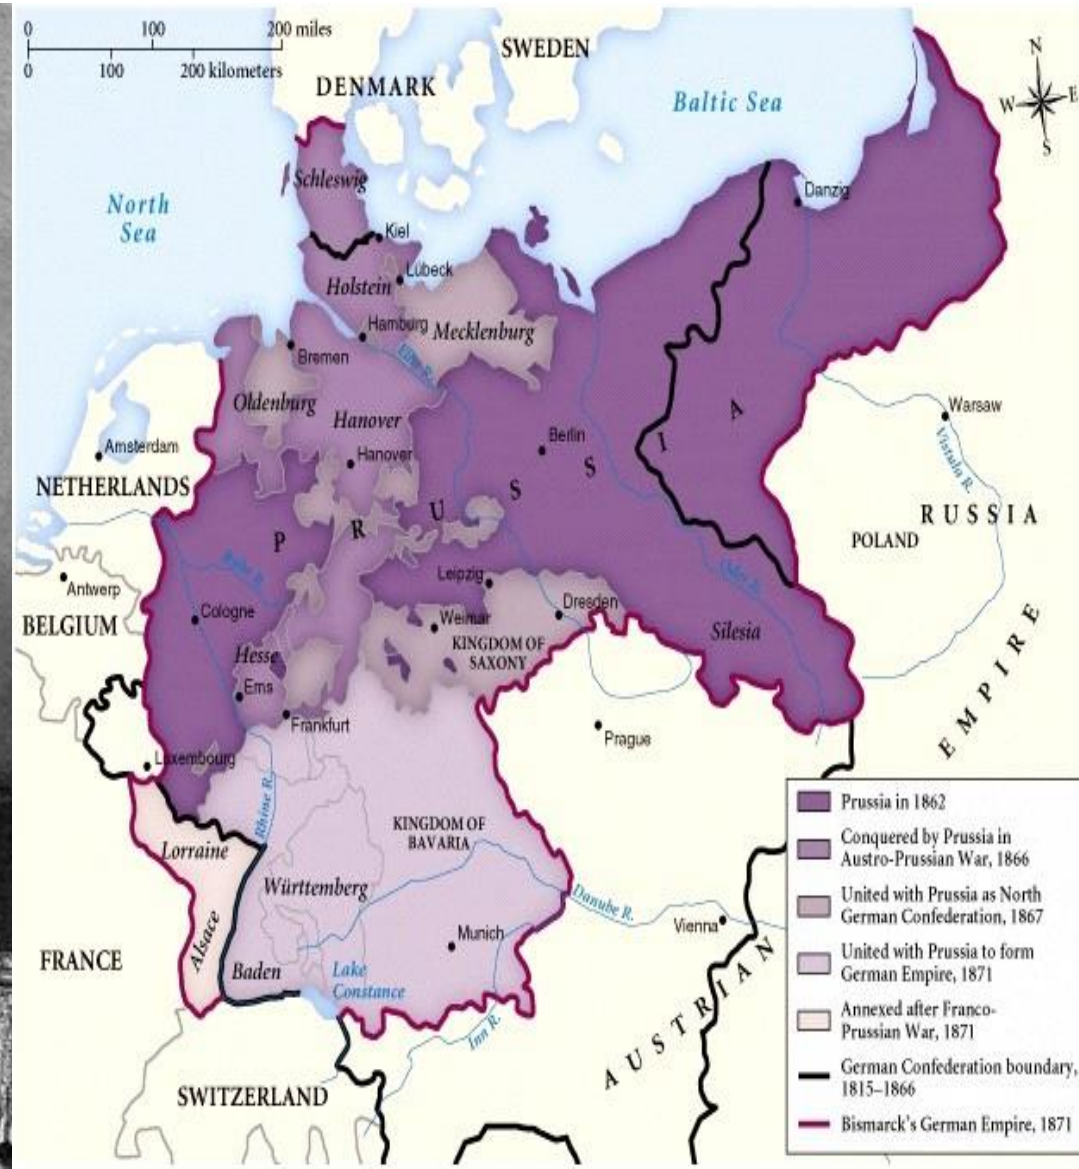 0 100 200 miles
0 100 200 kilometers
SWEDEN
DENMARK
Baltic Sea
N
W E
S
North
Sea
Schleswig
Danzig
Kiel
Lübeck
Holstein
Hamburg
Mecklenburg
Bremen
Elbe R.
Oldenburg
Hanover
Warsaw
Berlin
Amsterdam
Hanover
Vistula R.
NETHERLANDS
PRUSSIA
RUSSIAN EMPIRE
POLAND
Antwerp
Ruhr R.
Leipzig
Oder R.
Cologne
Dresden
BELGIUM
Weimar
Silesia
KINGDOM OF
SAXONY
Hesse
Ems
Frankfurt
Prague
Luxembourg
Rhine R.
KINGDOM OF
BAVARIA
Lorraine
Württemberg
Danube R.
Vienna
Alsace
Munich
FRANCE
Baden
Lake
Constance
Inn R.
AUSTRIAN
SWITZERLAND
Prussia in 1862
Conquered by Prussia in
Austro-Prussian War, 1866
United with Prussia as North
German Confederation, 1867
United with Prussia to form
German Empire, 1871
Annexed after Franco-
Prussian War, 1871
German Confederation boundary,
1815–1866
Bismarck's German Empire, 1871